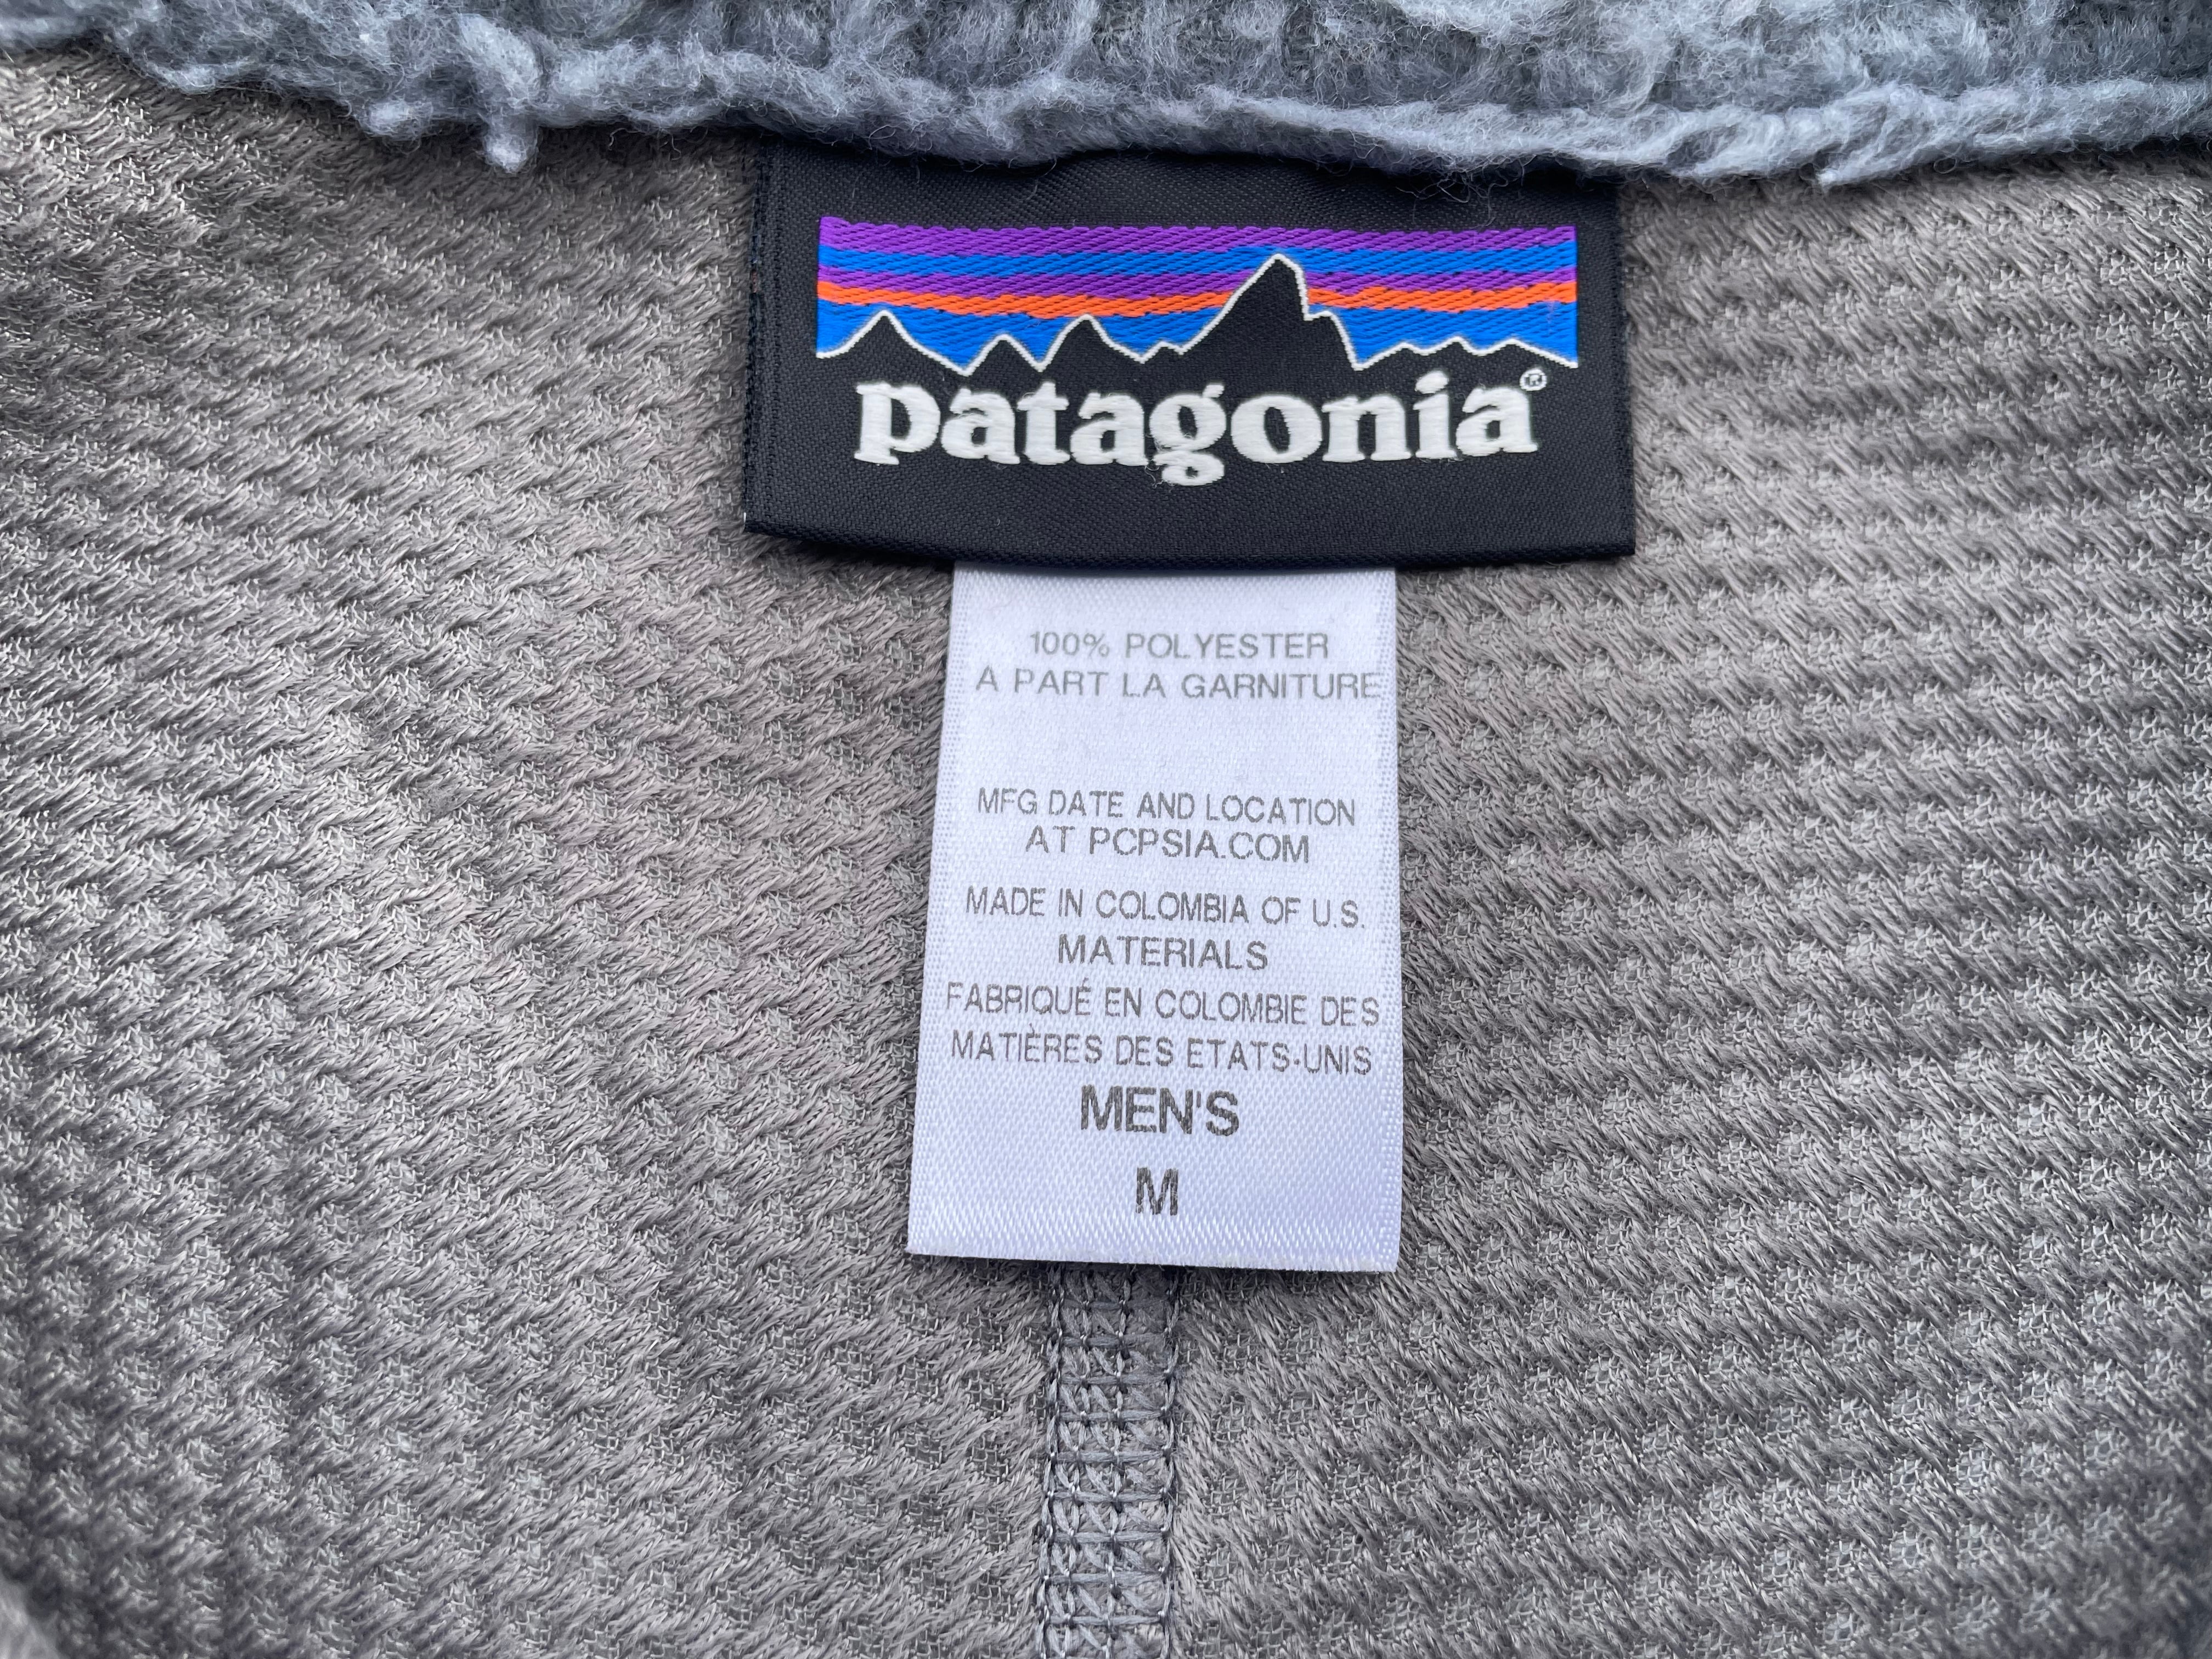 patagonia®
100% POLYESTER
A PART LA GARNITURE
MFG DATE AND LOCATION
AT PCPSIA.COM
MADE IN COLOMBIA OF U.S.
MATERIALS
FABRIQUÉ EN COLOMBIE DES
MATIÈRES DES ETATS-UNIS
MEN'S
M